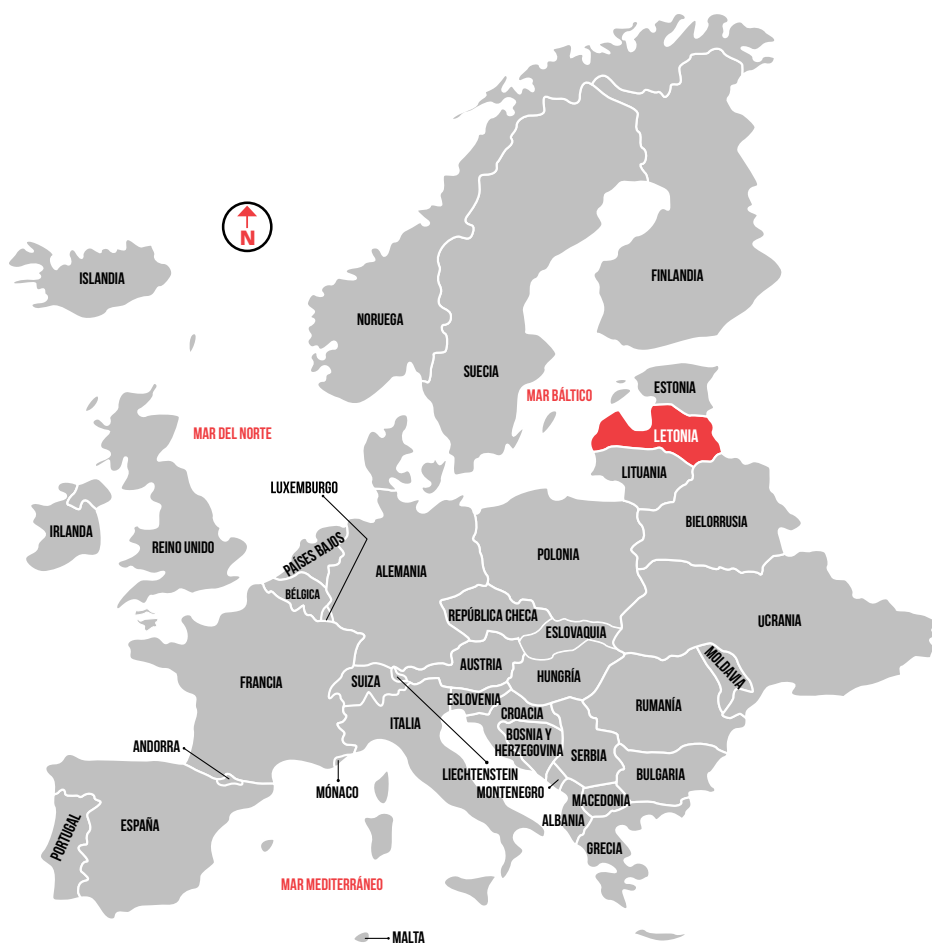 N
ISLANDIA
FINLANDIA
NORUEGA
SUECIA
ESTONIA
MAR BÁLTICO
MAR DEL NORTE
LETONIA
LITUANIA
LUXEMBURGO
BIELORRUSIA
IRLANDA
REINO UNIDO
PAÍSES BAJOS
POLONIA
ALEMANIA
BÉLGICA
REPÚBLICA CHECA
UCRANIA
ESLOVAQUIA
AUSTRIA
MOLDAVIA
HUNGRÍA
FRANCIA
SUIZA
ESLOVENIA
RUMANÍA
CROACIA
ITALIA
BOSNIA Y
HERZEGOVINA
ANDORRA
SERBIA
LIECHTENSTEIN
BULGARIA
MÓNACO
MONTENEGRO
MACEDONIA
PORTUGAL
ESPAÑA
ALBANIA
GRECIA
MAR MEDITERRÁNEO
MALTA